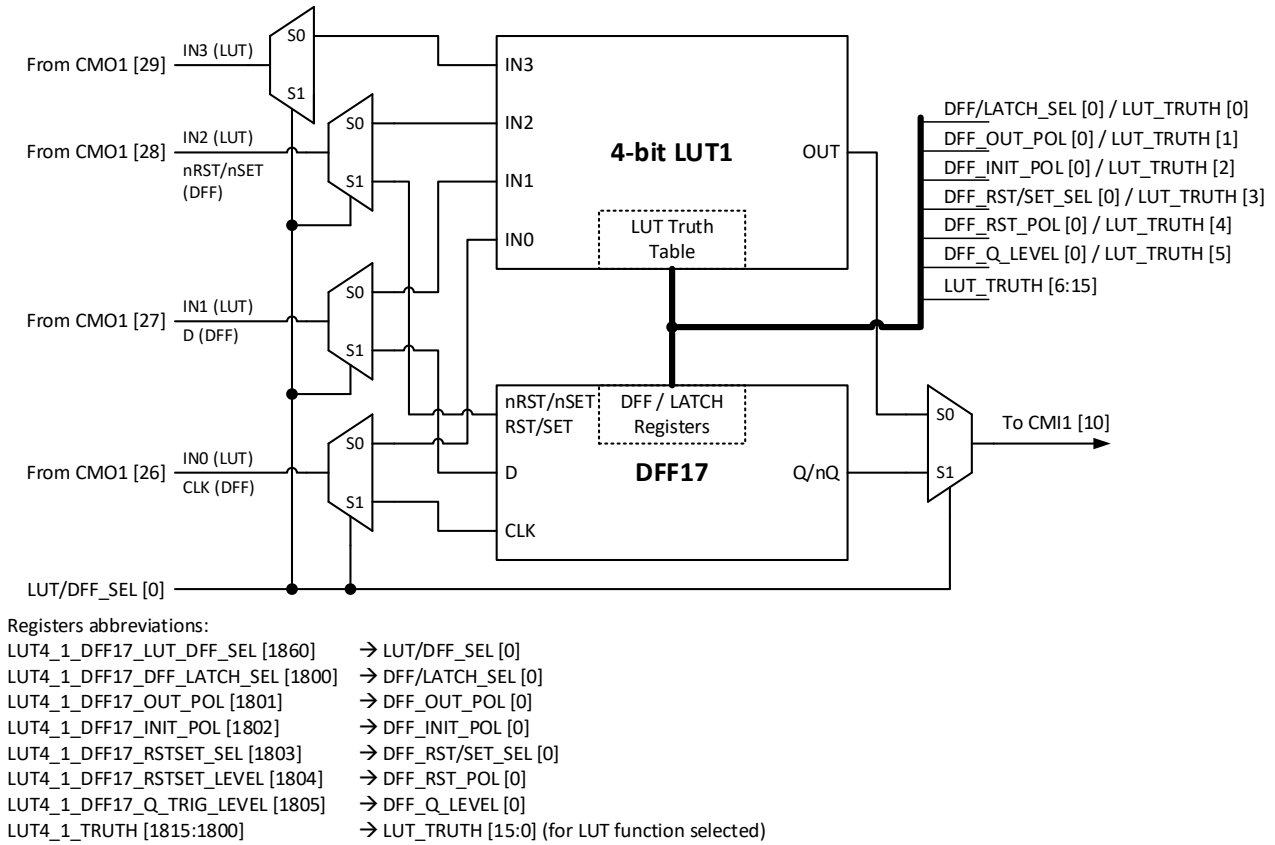 S0
From CMO1 [29]
IN3 (LUT)
S1
IN3
From CMO1 [28]
IN2 (LUT)
nRST/nSET
(DFF)
S0
S1
IN2
4-bit LUT1
OUT
IN1
IN0
LUT Truth
Table
DFF/LATCH_SEL [0] / LUT_TRUTH [0]
DFF_OUT_POL [0] / LUT_TRUTH [1]
DFF_INIT_POL [0] / LUT_TRUTH [2]
DFF_RST/SET_SEL [0] / LUT_TRUTH [3]
DFF_RST_POL [0] / LUT_TRUTH [4]
DFF_Q_LEVEL [0] / LUT_TRUTH [5]
LUT_TRUTH [6:15]
From CMO1 [27]
IN1 (LUT)
D (DFF)
S0
S1
nRST/nSET
RST/SET
DFF / LATCH
Registers
DFF17
D
Q/nQ
CLK
S0
S1
To CMI1 [10]
From CMO1 [26]
IN0 (LUT)
CLK (DFF)
S0
S1
LUT/DFF_SEL [0]
Registers abbreviations:
LUT4_1_DFF17_LUT_DFF_SEL [1860] → LUT/DFF_SEL [0]
LUT4_1_DFF17_DFF_LATCH_SEL [1800] → DFF/LATCH_SEL [0]
LUT4_1_DFF17_OUT_POL [1801] → DFF_OUT_POL [0]
LUT4_1_DFF17_INIT_POL [1802] → DFF_INIT_POL [0]
LUT4_1_DFF17_RSTSET_SEL [1803] → DFF_RST/SET_SEL [0]
LUT4_1_DFF17_RSTSET_LEVEL [1804] → DFF_RST_POL [0]
LUT4_1_DFF17_Q_TRIG_LEVEL [1805] → DFF_Q_LEVEL [0]
LUT4_1_TRUTH [1815:1800] → LUT_TRUTH [15:0] (for LUT function selected)